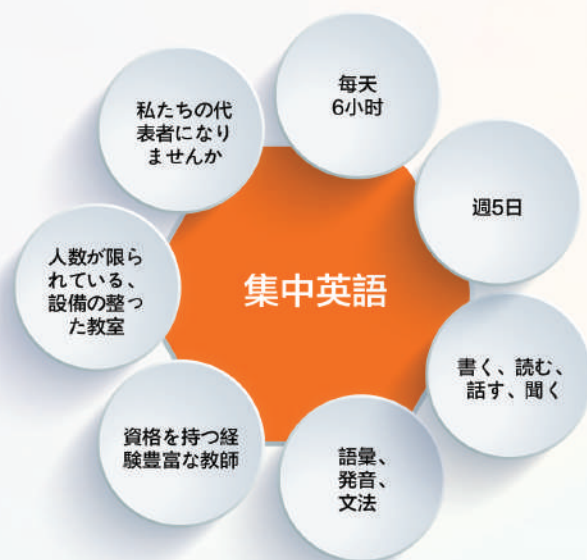 集中英語
毎天
6小时
週5日
書く、読む、
話す、聞く
語彙、
発音、
文法
資格を持つ経
験豊富な教師
人数が限ら
れている、
設備の整っ
た教室
私たちの代
表者になり
ませんか